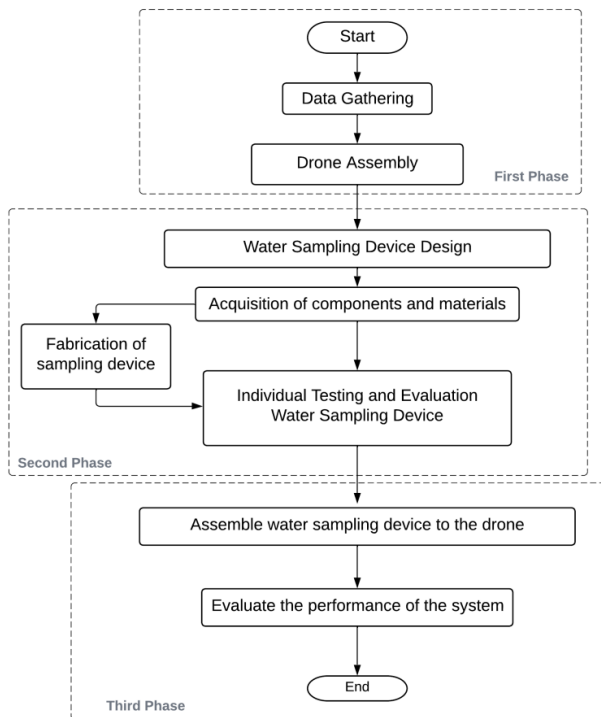 Start
Data Gathering
Drone Assembly
First Phase
Water Sampling Device Design
Acquisition of components and materials
Fabrication of
sampling device
Individual Testing and Evaluation
Water Sampling Device
Second Phase
Assemble water sampling device to the drone
Evaluate the performance of the system
End
Third Phase